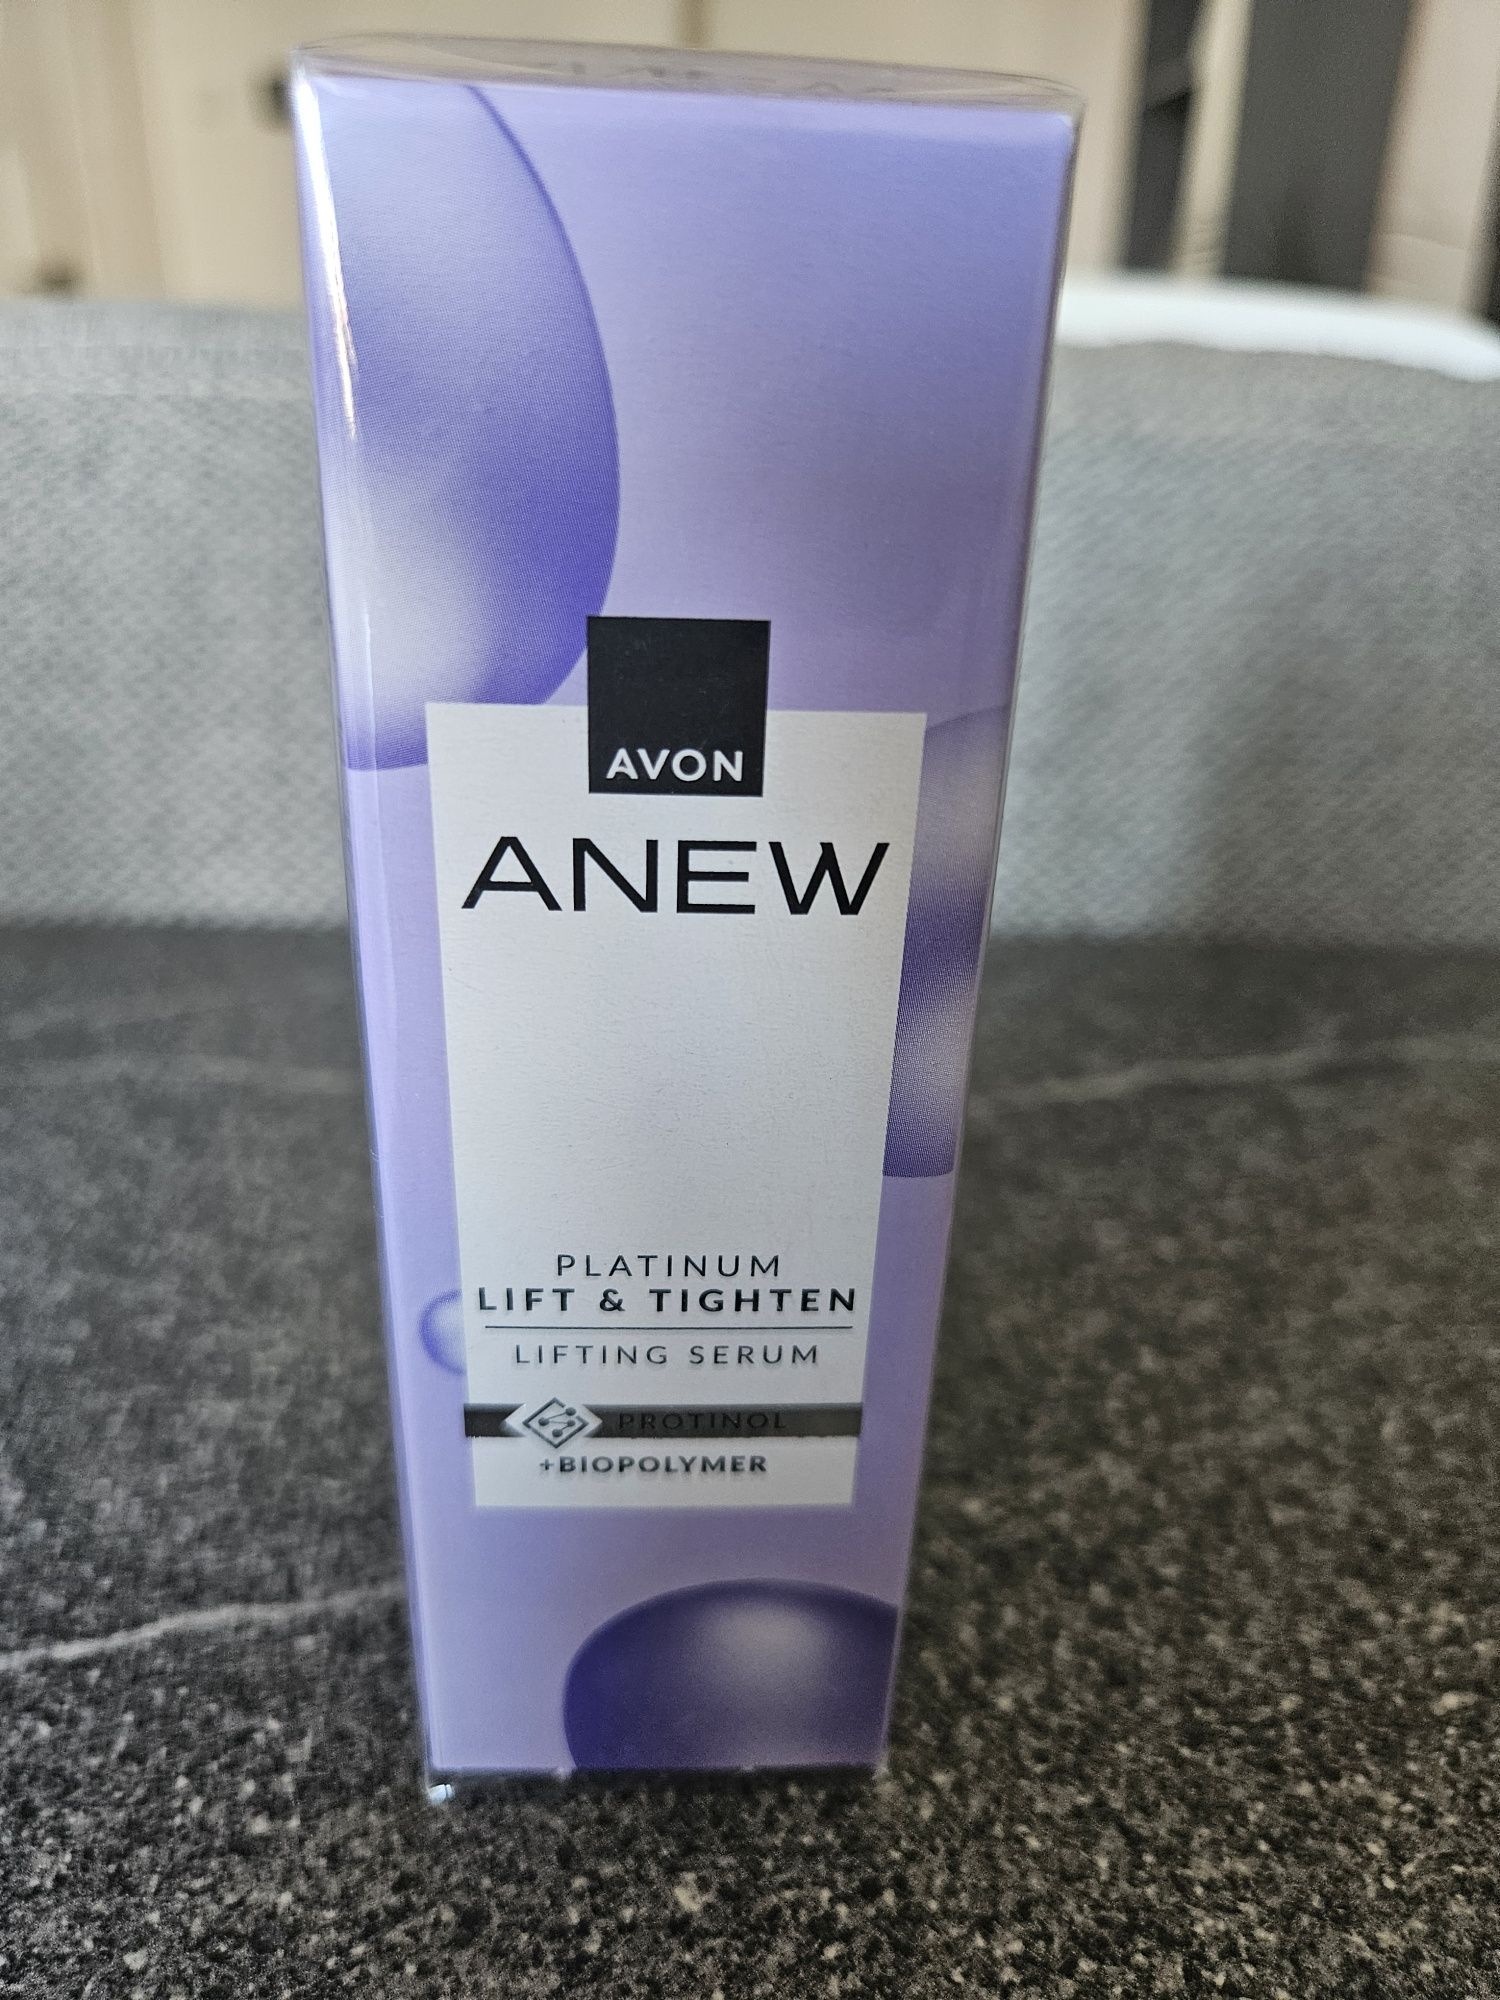 AVON
ANEW
PLATINUM
LIFT & TIGHTEN
LIFTING SERUM
PROTINOL
+BIOPOLYMER